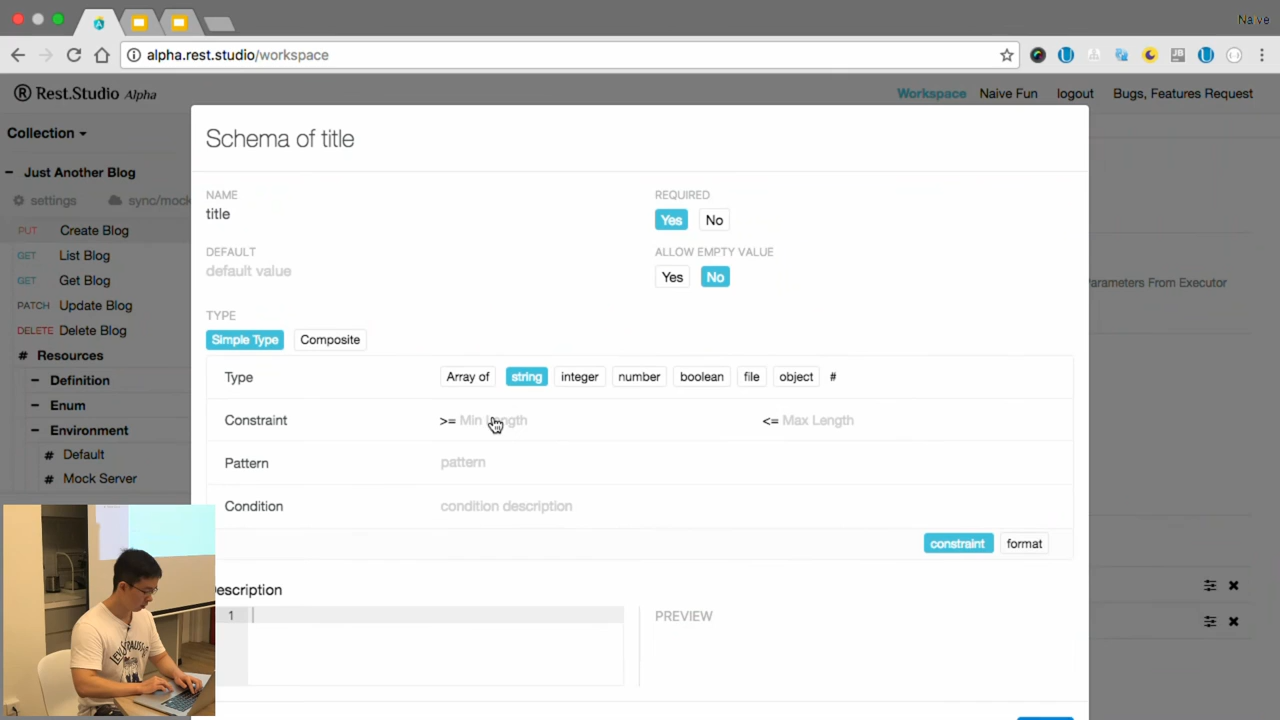 Naive
alpha.rest.studio/workspace
® Rest.Studio Alpha
Workspace Naive Fun logout Bugs, Features Request
Collection
Just Another Blog
settings sync/mock
PUT Create Blog
GET List Blog
GET Get Blog
PATCH Update Blog
DELETE Delete Blog
# Resources
Definition
Enum
Environment
# Default
# Mock Server
Schema of title
NAME
title
REQUIRED
Yes No
DEFAULT
default value
ALLOW EMPTY VALUE
Yes No
TYPE
Simple Type Composite
Type Array of string integer number boolean file object #
Constraint >= Min Length <= Max Length
Pattern pattern
Condition condition description
constraint format
escription
1
PREVIEW
arameters From Executor